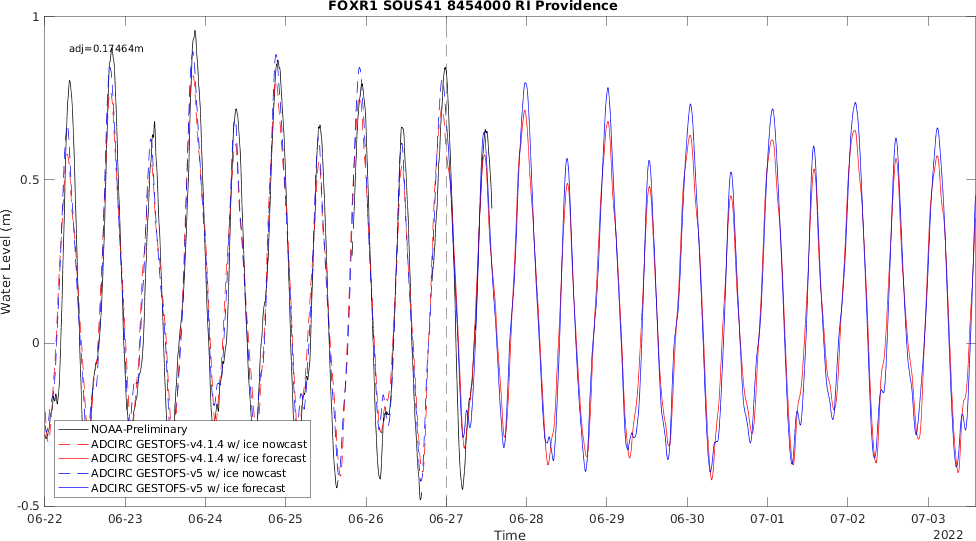 FOXR1 SOUS41 8454000 RI Providence
adj=0.17464m
1
0.5
0
-0.5
Water Level (m)
NOAA-Preliminary
ADCIRC GESTOFS-v4.1.4 w/ ice nowcast
ADCIRC GESTOFS-v4.1.4 w/ ice forecast
ADCIRC GESTOFS-v5 w/ ice nowcast
ADCIRC GESTOFS-v5 w/ ice forecast
06-22 06-23 06-24 06-25 06-26 06-27 06-28 06-29 06-30 07-01 07-02 07-03
Time
2022